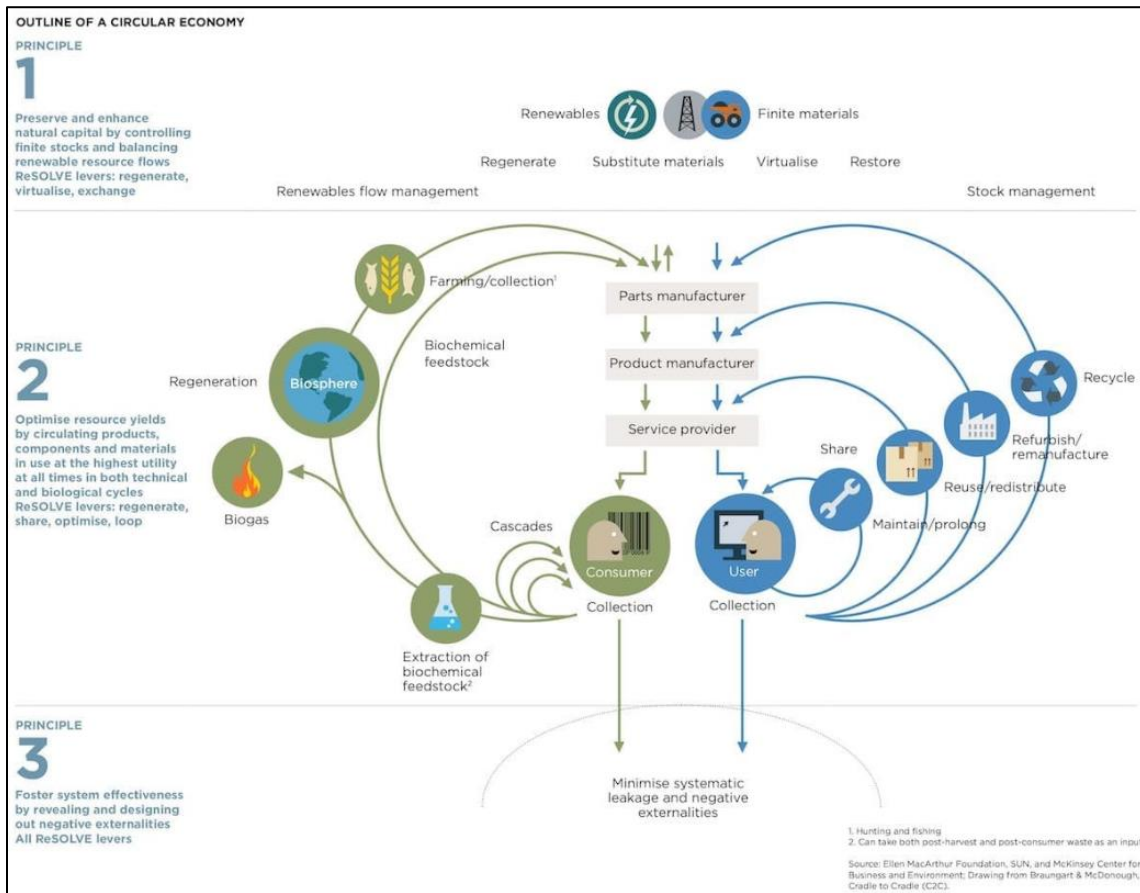 OUTLINE OF A CIRCULAR ECONOMY
PRINCIPLE
1
Preserve and enhance
natural capital by controlling
finite stocks and balancing
renewable resource flows
ReSOLVE levers: regenerate,
virtualise, exchange
Renewables
Finite materials
Regenerate
Substitute materials
Virtualise
Restore
Renewables flow management
Stock management
PRINCIPLE
2
Optimise resource yields
by circulating products,
components and materials
in use at the highest utility
at all times in both technical
and biological cycles
ReSOLVE levers: regenerate,
share, optimise, loop
Farming/collection¹
Biochemical
feedstock
Regeneration
Biosphere
Biogas
Cascades
Extraction of
biochemical
feedstock²
Parts manufacturer
Product manufacturer
Service provider
Consumer
Collection
User
Collection
Share
Maintain/prolong
Reuse/redistribute
Refurbish/
remanufacture
Recycle
PRINCIPLE
3
Foster system effectiveness
by revealing and designing
out negative externalities
All ReSOLVE levers
Minimise systematic
leakage and negative
externalities
1. Hunting and fishing
2. Can take both post-harvest and post-consumer waste as an input
Source: Ellen MacArthur Foundation, SUN, and McKinsey Center for
Business and Environment; Drawing from Braungart & McDonough,
Cradle to Cradle (C2C).